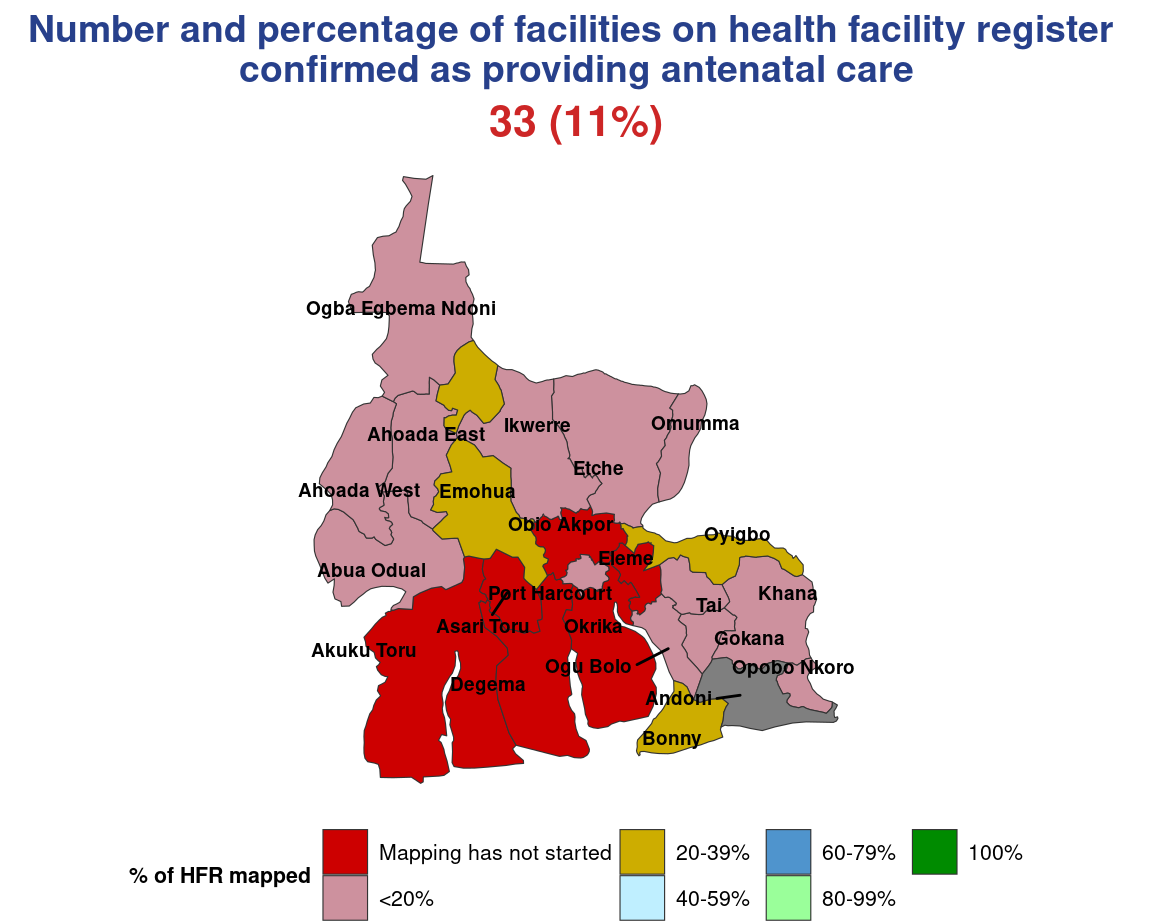 Number and percentage of facilities on health facility register
confirmed as providing antenatal care
33 (11%)
Ogba Egbema Ndoni
Ikwerre
Omumma
Ahoada East
Etche
Ahoada West
Emohua
Obio Akpor
Oyigbo
Eleme
Abua Odual
Port Harcourt
Khana
Tai
Asari Toru
Okrika
Gokana
Akuku Toru
Ogu Bolo
Opobo Nkoro
Degema
Andoni
Bonny
% of HFR mapped
Mapping has not started
<20%
20-39%
40-59%
60-79%
80-99%
100%